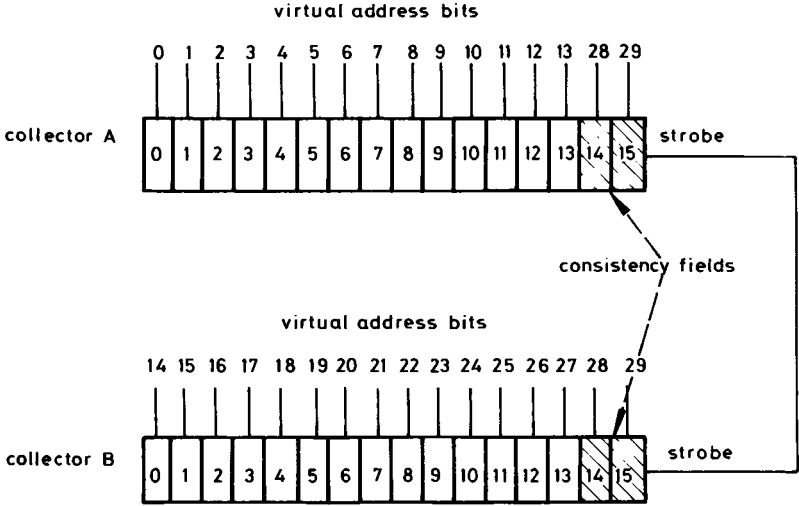 virtual address bits
0 1 2 3 4 5 6 7 8 9 10 11 12 13 28 29
collector A
0 1 2 3 4 5 6 7 8 9 10 11 12 13 14 15
strobe
consistency fields
virtual address bits
14 15 16 17 18 19 20 21 22 23 24 25 26 27 28 29
collector B
0 1 2 3 4 5 6 7 8 9 10 11 12 13 14 15
strobe